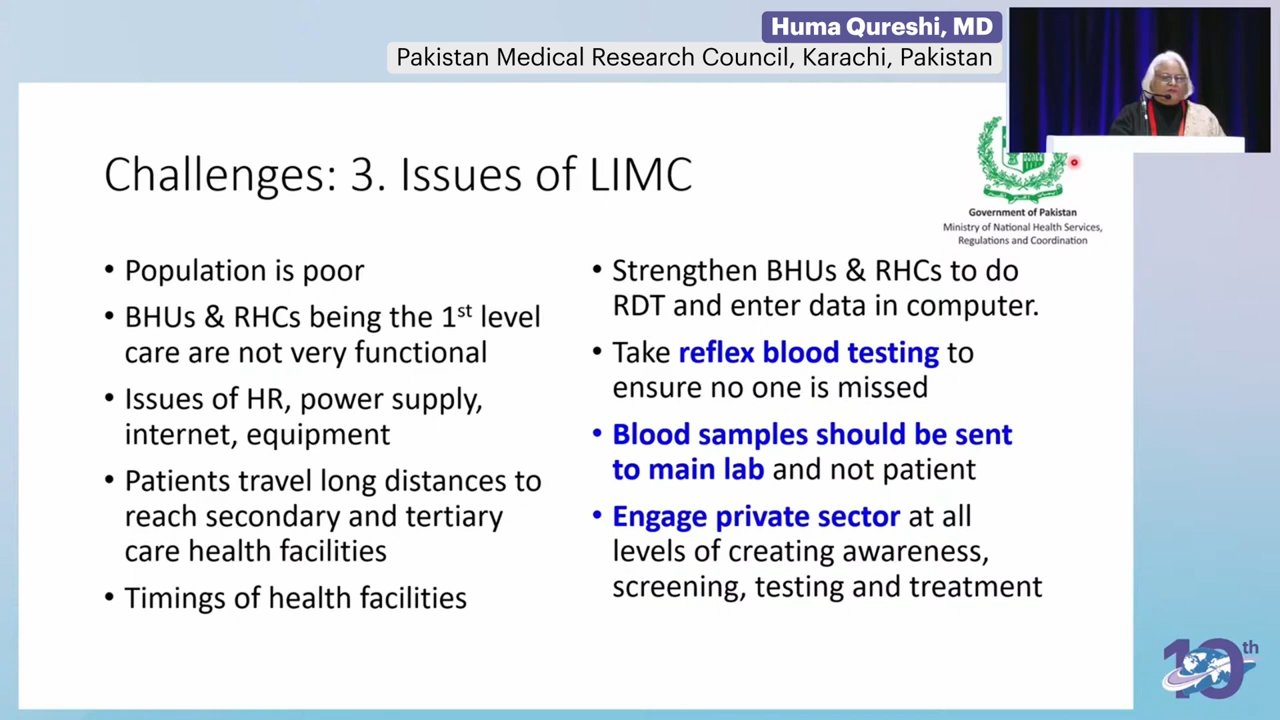 Huma Qureshi, MD
Pakistan Medical Research Council, Karachi, Pakistan
Challenges: 3. Issues of LIMC
Government of Pakistan
Ministry of National Health Services,
Regulations and Coordination
• Population is poor
• BHUs & RHCs being the 1st level
care are not very functional
• Issues of HR, power supply,
internet, equipment
• Patients travel long distances to
reach secondary and tertiary
care health facilities
• Timings of health facilities
• Strengthen BHUs & RHCs to do
RDT and enter data in computer.
• Take reflex blood testing to
ensure no one is missed
• Blood samples should be sent
to main lab and not patient
• Engage private sector at all
levels of creating awareness,
screening, testing and treatment
10th